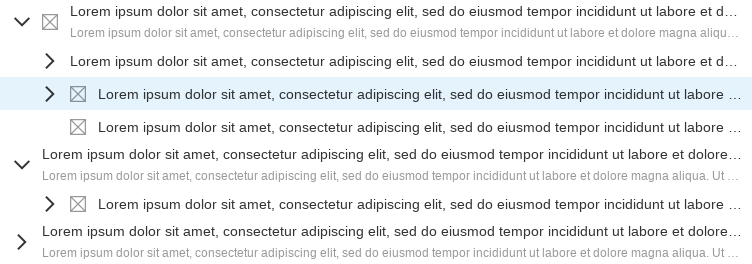 Lorem ipsum dolor sit amet, consectetur adipiscing elit, sed do eiusmod tempor incididunt ut labore et d…
Lorem ipsum dolor sit amet, consectetur adipiscing elit, sed do eiusmod tempor incididunt ut labore et dolore magna aliqu…
Lorem ipsum dolor sit amet, consectetur adipiscing elit, sed do eiusmod tempor incididunt ut labore et d…
Lorem ipsum dolor sit amet, consectetur adipiscing elit, sed do eiusmod tempor incididunt ut labore …
Lorem ipsum dolor sit amet, consectetur adipiscing elit, sed do eiusmod tempor incididunt ut labore …
Lorem ipsum dolor sit amet, consectetur adipiscing elit, sed do eiusmod tempor incididunt ut labore et dolore…
Lorem ipsum dolor sit amet, consectetur adipiscing elit, sed do eiusmod tempor incididunt ut labore et dolore magna aliqua. Ut …
Lorem ipsum dolor sit amet, consectetur adipiscing elit, sed do eiusmod tempor incididunt ut labore …
Lorem ipsum dolor sit amet, consectetur adipiscing elit, sed do eiusmod tempor incididunt ut labore et dolore…
Lorem ipsum dolor sit amet, consectetur adipiscing elit, sed do eiusmod tempor incididunt ut labore et dolore magna aliqua. Ut …